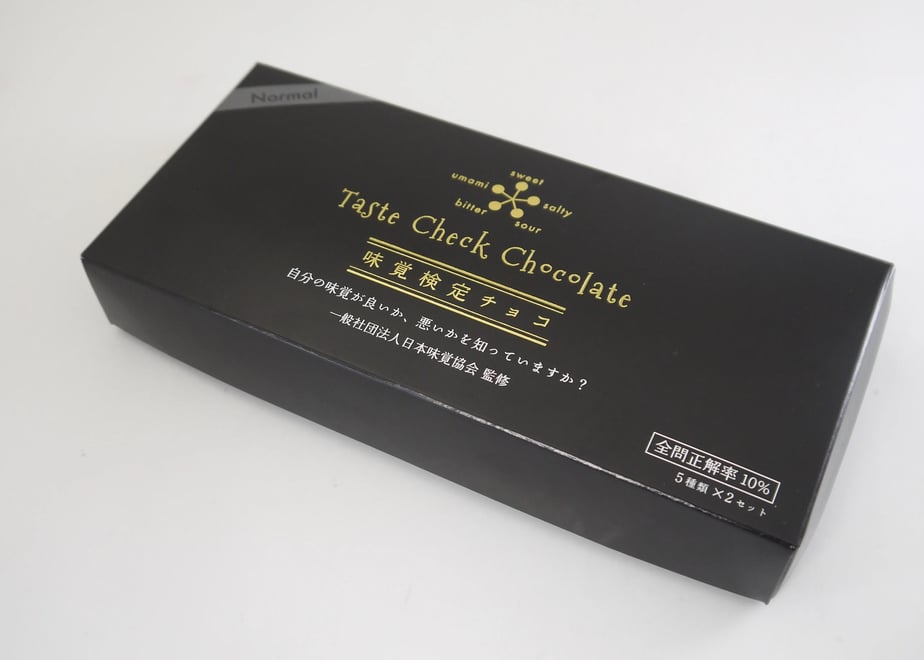 Normal
sweet
umami
salty
bitter
sour
Taste Check Chocolate
味覚検定チョコ
自分の味覚が良いか、悪いかを知っていますか?
一般社団法人日本味覚協会 監修
全問正解率10%
5種類×2セット